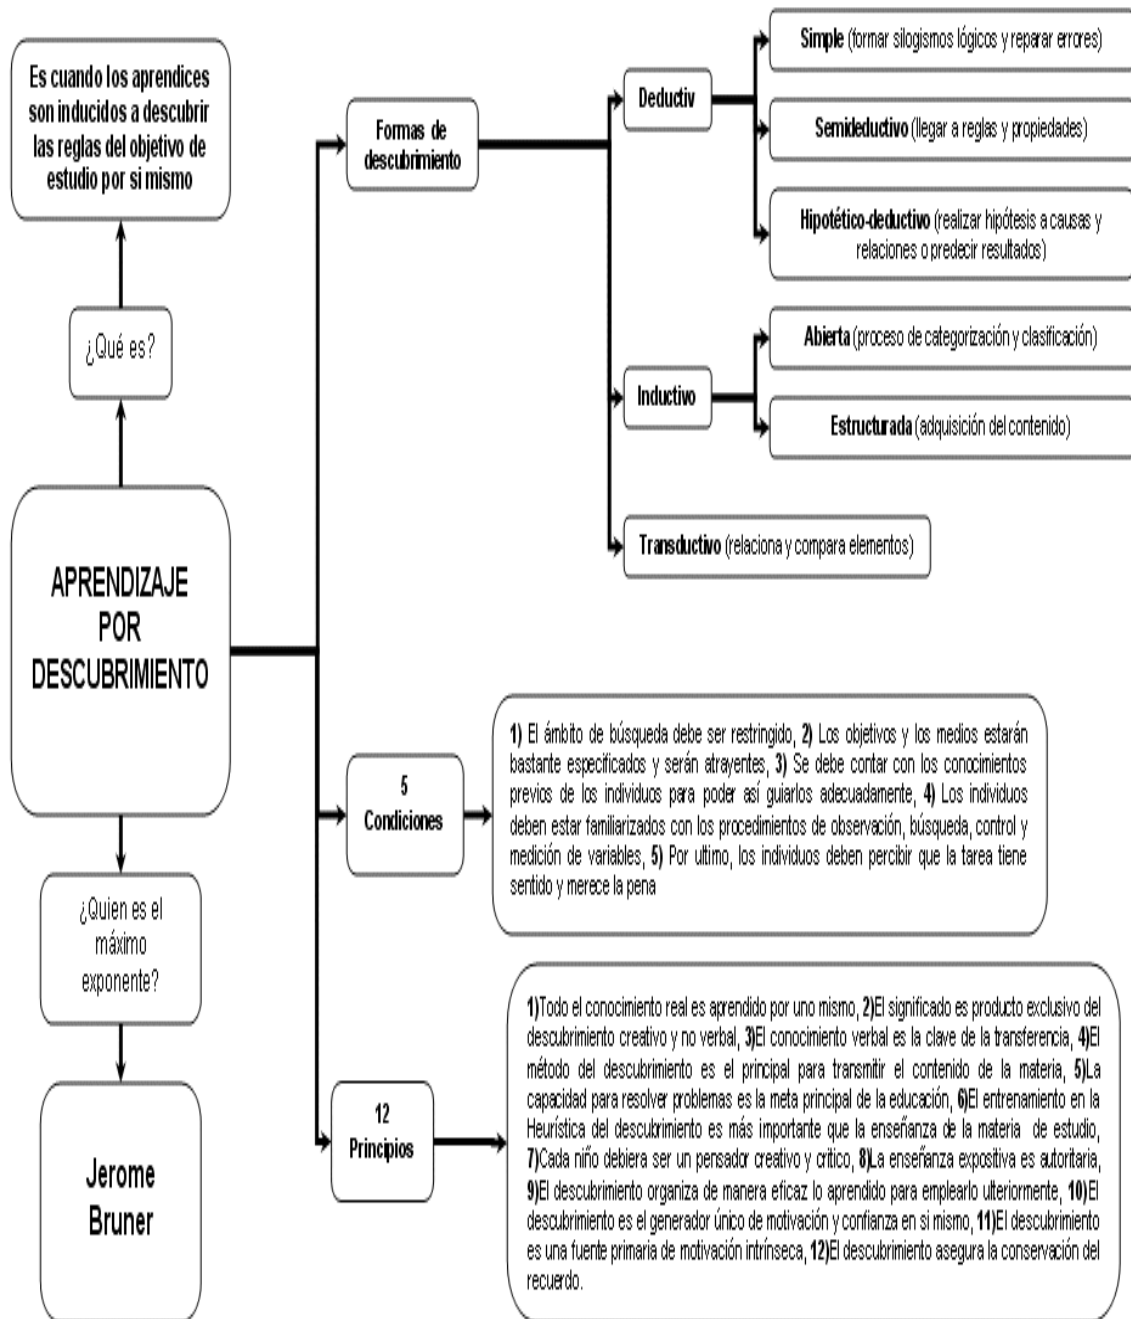 Es cuando los aprendices
son inducidos a descubrir
las reglas del objetivo de
estudio por si mismo
¿Qué es?
APRENDIZAJE
POR
DESCUBRIMIENTO
¿Quien es el
máximo
exponente?
Jerome
Bruner
Formas de
descubrimiento
Deductiv
Simple (formar silogismos lógicos y reparar errores)
Semideductivo (llegar a reglas y propiedades)
Hipotético-deductivo (realizar hipótesis a causas y
relaciones o predecir resultados)
Inductivo
Abierta (proceso de categorización y clasificación)
Estructurada (adquisición del contenido)
Transductivo (relaciona y compara elementos)
5
Condiciones
1) El ámbito de búsqueda debe ser restringido, 2) Los objetivos y los medios estarán
bastante especificados y serán atrayentes, 3) Se debe contar con los conocimientos
previos de los individuos para poder así guiarlos adecuadamente, 4) Los individuos
deben estar familiarizados con los procedimientos de observación, búsqueda, control y
medición de variables, 5) Por ultimo, los individuos deben percibir que la tarea tiene
sentido y merece la pena
12
Principios
1)Todo el conocimiento real es aprendido por uno mismo, 2)El significado es producto exclusivo del
descubrimiento creativo y no verbal, 3)El conocimiento verbal es la clave de la transferencia, 4)El
método del descubrimiento es el principal para transmitir el contenido de la materia, 5)La
capacidad para resolver problemas es la meta principal de la educación, 6)El entrenamiento en la
Heurística del descubrimiento es más importante que la enseñanza de la materia de estudio,
7)Cada niño debiera ser un pensador creativo y critico, 8)La enseñanza expositiva es autoritaria,
9)El descubrimiento organiza de manera eficaz lo aprendido para emplearlo ulteriormente, 10)El
descubrimiento es el generador único de motivación y confianza en si mismo, 11)El descubrimiento
es una fuente primaria de motivación intrínseca, 12)El descubrimiento asegura la conservación del
recuerdo.